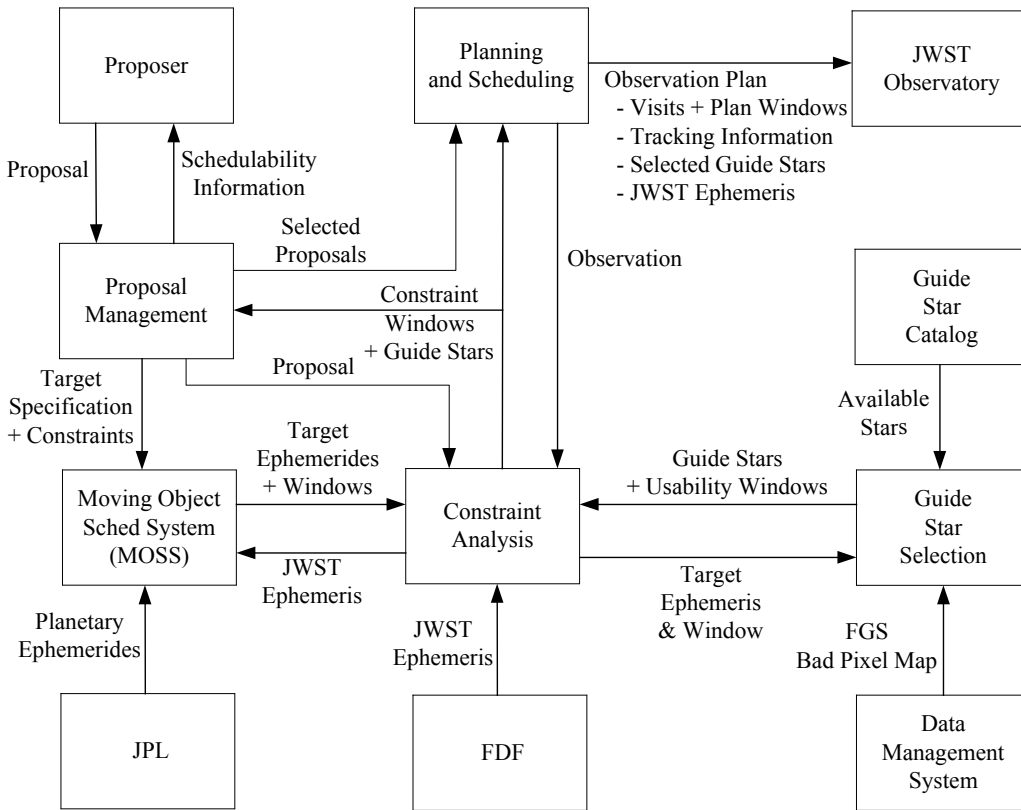 Proposer
Planning
and Scheduling
JWST
Observatory
Observation Plan
- Visits + Plan Windows
- Tracking Information
- Selected Guide Stars
- JWST Ephemeris
Proposal
Schedulability
Information
Selected
Proposals
Observation
Proposal
Management
Constraint
Windows
+ Guide Stars
Guide
Star
Catalog
Proposal
Target
Specification
+ Constraints
Available
Stars
Target
Ephemerides
+ Windows
Guide Stars
+ Usability Windows
Moving Object
Sched System
(MOSS)
Constraint
Analysis
Guide
Star
Selection
JWST
Ephemeris
Target
Ephemeris
& Window
Planetary
Ephemerides
JWST
Ephemeris
FGS
Bad Pixel Map
JPL
FDF
Data
Management
System